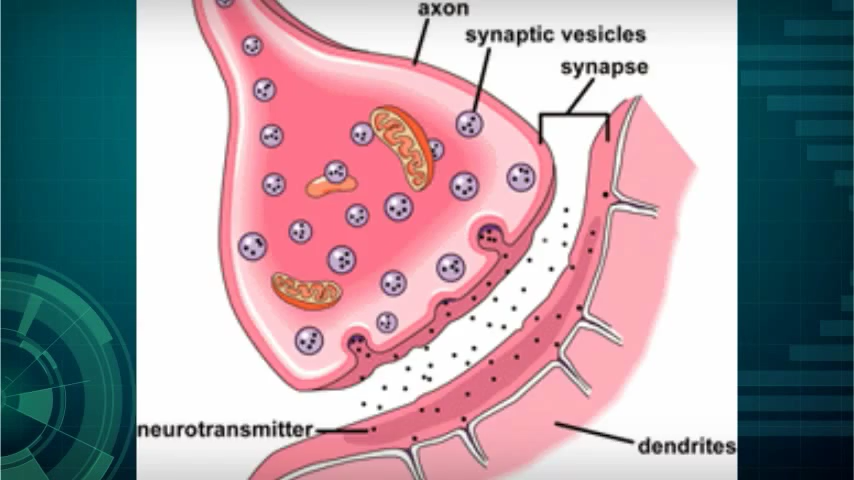 axon
synaptic vesicles
synapse
neurotransmitter
dendrites